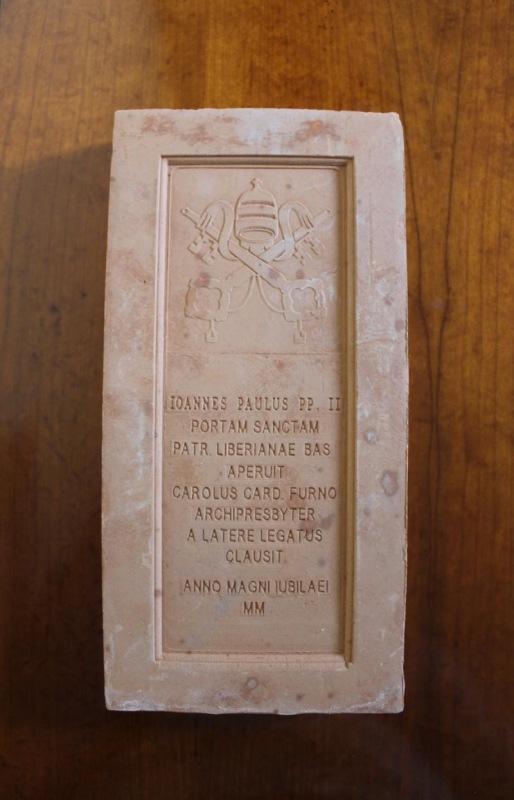 IOANNES PAULUS PP. II
PORTAM SANCTAM
PATR. LIBERIANAE BAS
APERUIT
CAROLUS CARD. FURNO
ARCHIPRESBYTER
A LATERE LEGATUS
CLAUSIT
ANNO MAGNI IUBILAEI
MM